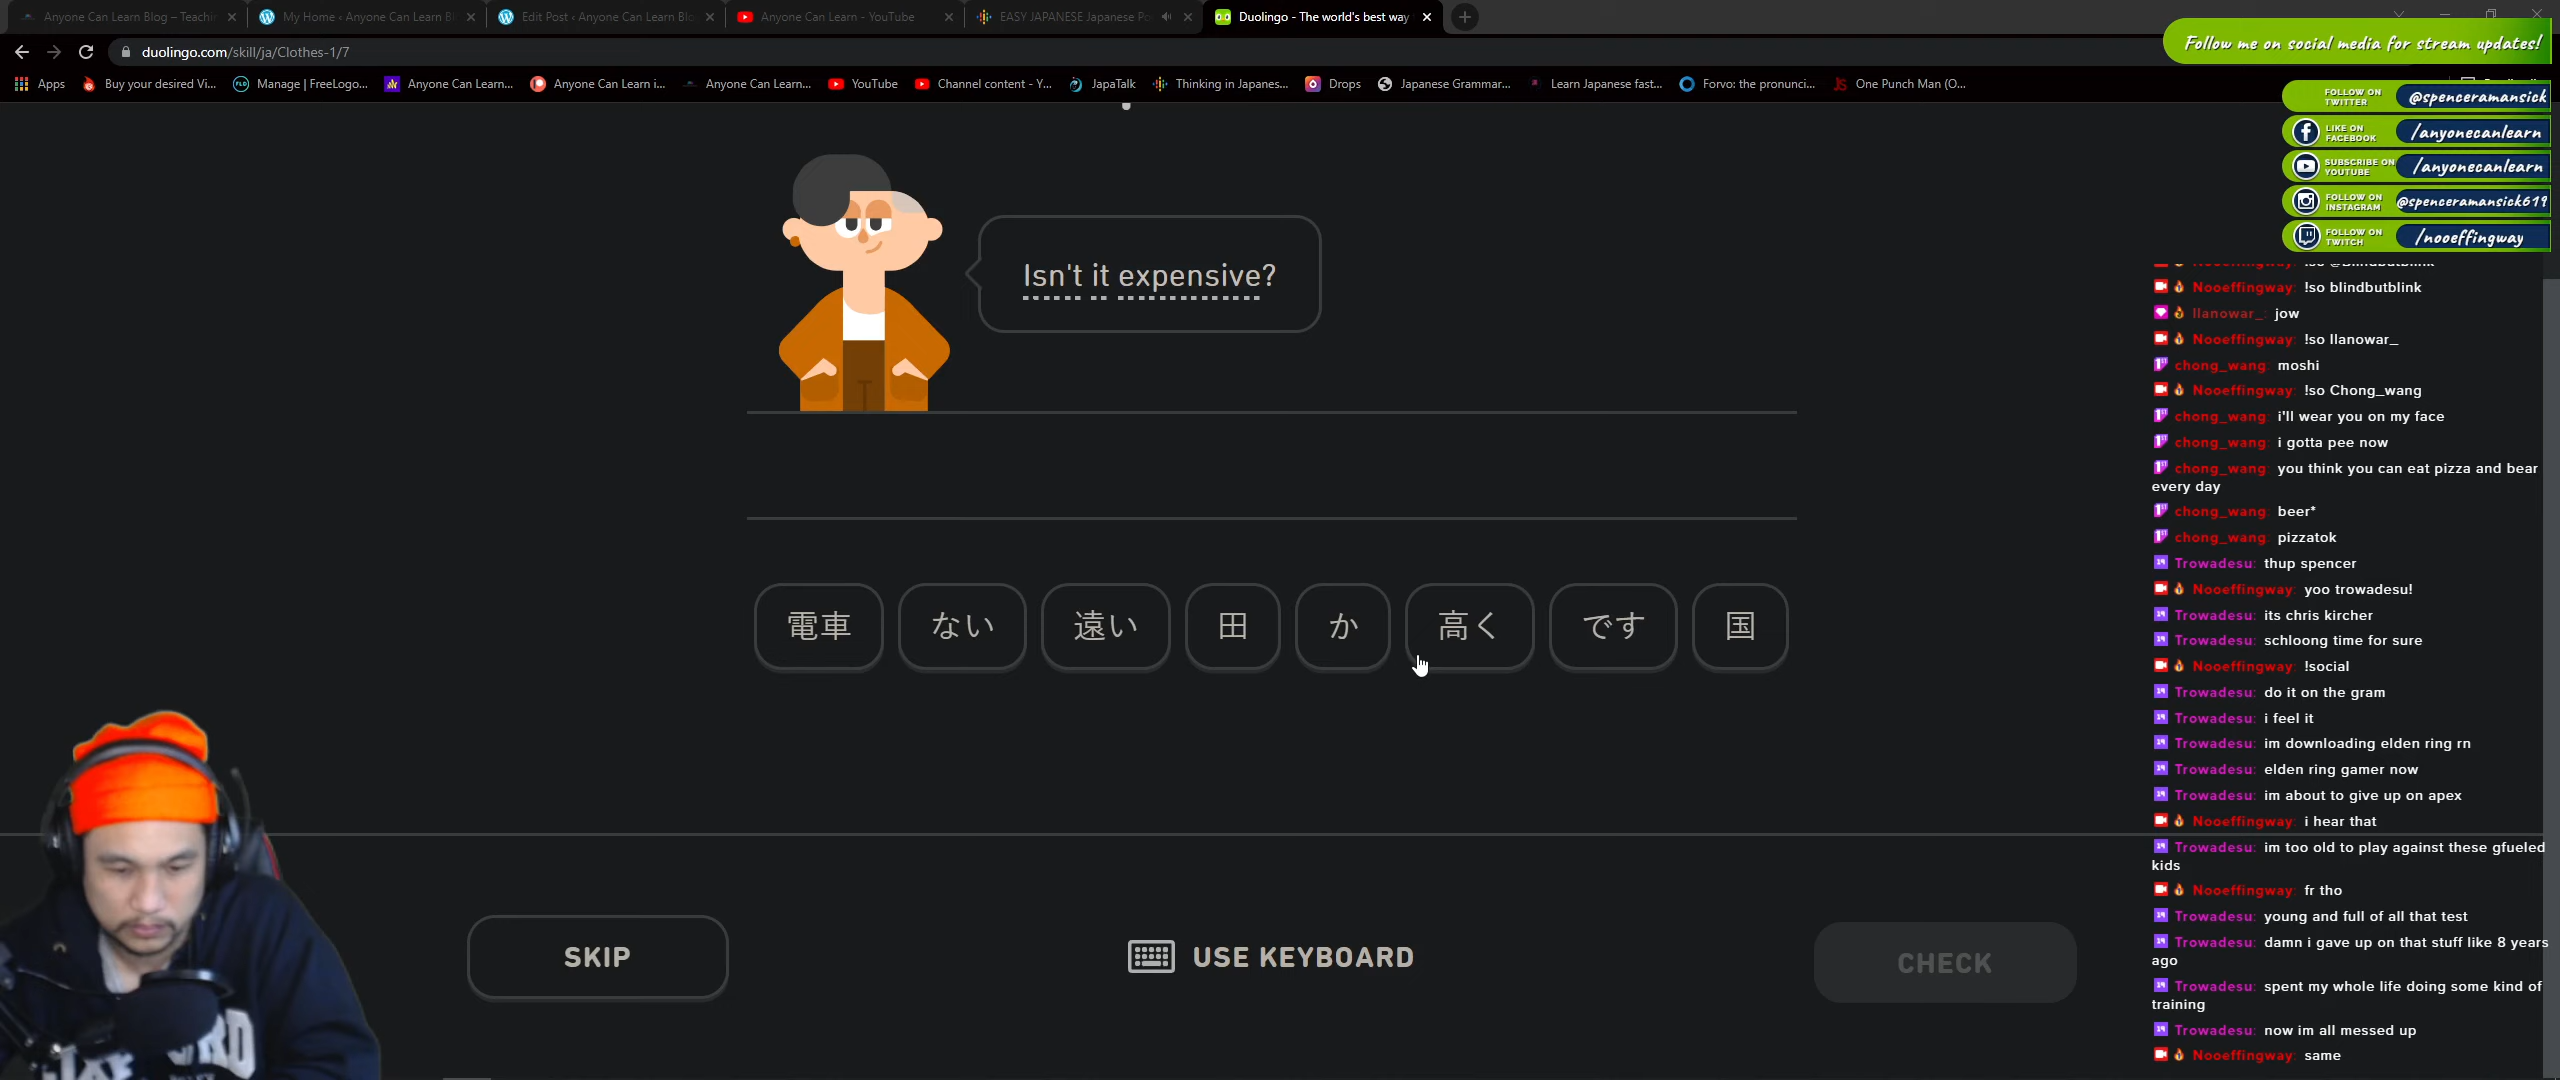 Anyone Can Learn Blog – Teachi
My Home ‹ Anyone Can Learn Bl
Edit Post ‹ Anyone Can Learn Blo
Anyone Can Learn - YouTube
EASY JAPANESE Japanese Po
Duolingo - The world's best way
duolingo.com/skill/ja/Clothes-1/7
Apps
Buy your desired Vi...
Manage | FreeLogo...
Anyone Can Learn...
Anyone Can Learn i...
Anyone Can Learn...
YouTube
Channel content - Y...
JapaTalk
Thinking in Japanes...
Drops
Japanese Grammar...
Learn Japanese fast...
Forvo: the pronunci...
One Punch Man (O...
Follow me on social media for stream updates!
FOLLOW ON TWITTER @spenceramansick
LIKE ON FACEBOOK /anyonecanlearn
SUBSCRIBE ON YOUTUBE /anyonecanlearn
FOLLOW ON INSTAGRAM @spenceramansick619
FOLLOW ON TWITCH /nooeffingway
Isn't it expensive?
電車
ない
遠い
田
か
高く
です
国
SKIP
USE KEYBOARD
CHECK
Nooeffingway: !so @blindbutblink
Nooeffingway: !so blindbutblink
llanowar_: jow
Nooeffingway: !so llanowar_
chong_wang: moshi
Nooeffingway: !so Chong_wang
chong_wang: i'll wear you on my face
chong_wang: i gotta pee now
chong_wang: you think you can eat pizza and bear
every day
chong_wang: beer*
chong_wang: pizzatok
Trowadesu: thup spencer
Nooeffingway: yoo trowadesu!
Trowadesu: its chris kircher
Trowadesu: schloong time for sure
Nooeffingway: !social
Trowadesu: do it on the gram
Trowadesu: i feel it
Trowadesu: im downloading elden ring rn
Trowadesu: elden ring gamer now
Trowadesu: im about to give up on apex
Nooeffingway: i hear that
Trowadesu: im too old to play against these gfueled
kids
Nooeffingway: fr tho
Trowadesu: young and full of all that test
Trowadesu: damn i gave up on that stuff like 8 years
ago
Trowadesu: spent my whole life doing some kind of
training
Trowadesu: now im all messed up
Nooeffingway: same